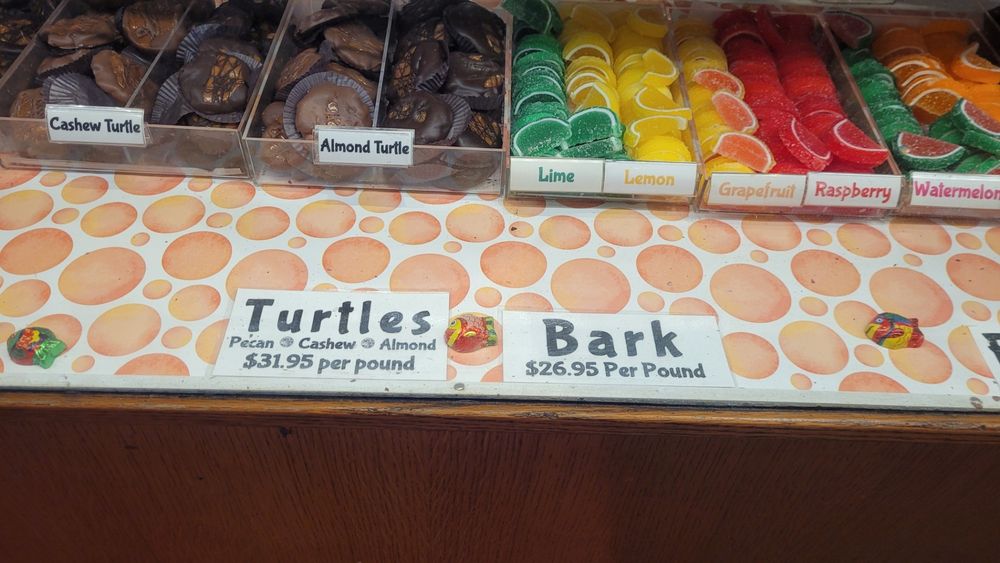 Cashew Turtle
Almond Turtle
Lime
Lemon
Grapefruit
Raspberry
Watermelon
Turtles
Pecan Cashew Almond
$31.95 per pound
Bark
$26.95 Per Pound